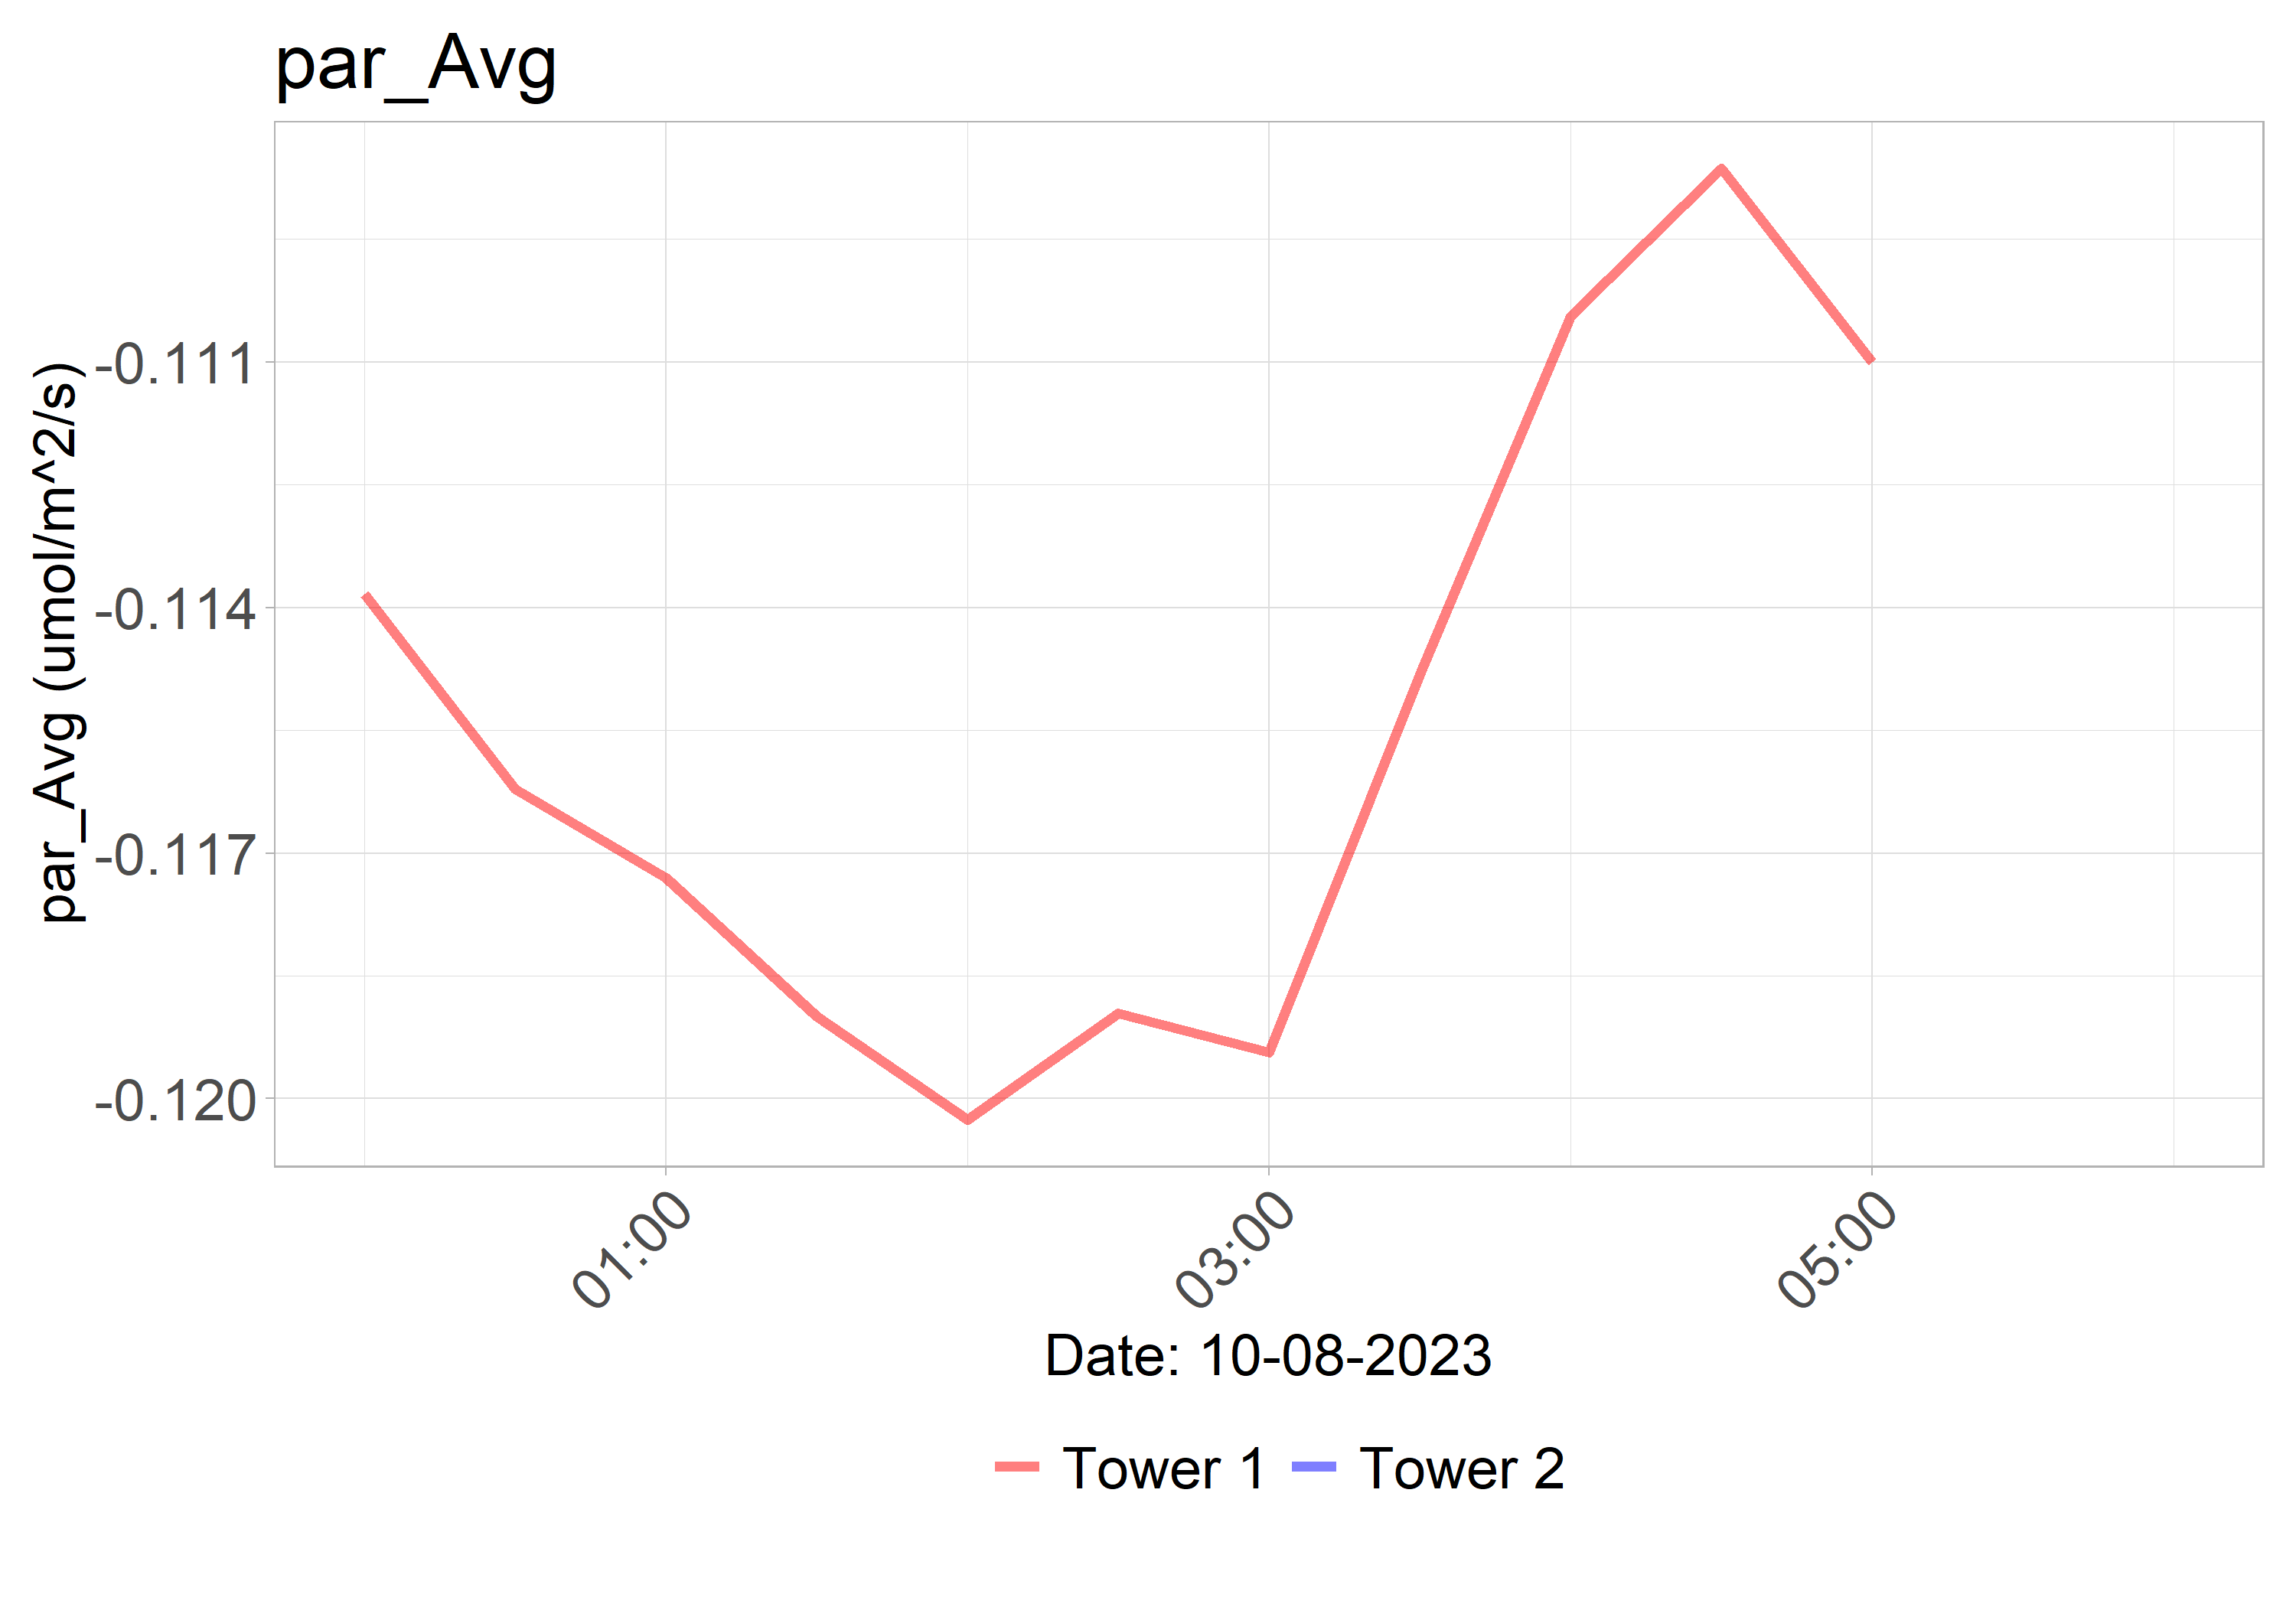 par_Avg
par_Avg (umol/m^2/s)
-0.111
-0.114
-0.117
-0.120
01:00
03:00
05:00
Date: 10-08-2023
Tower 1
Tower 2